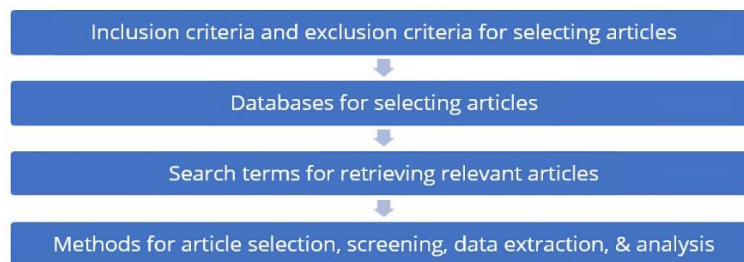 Inclusion criteria and exclusion criteria for selecting articles
Databases for selecting articles
Search terms for retrieving relevant articles
Methods for article selection, screening, data extraction, & analysis